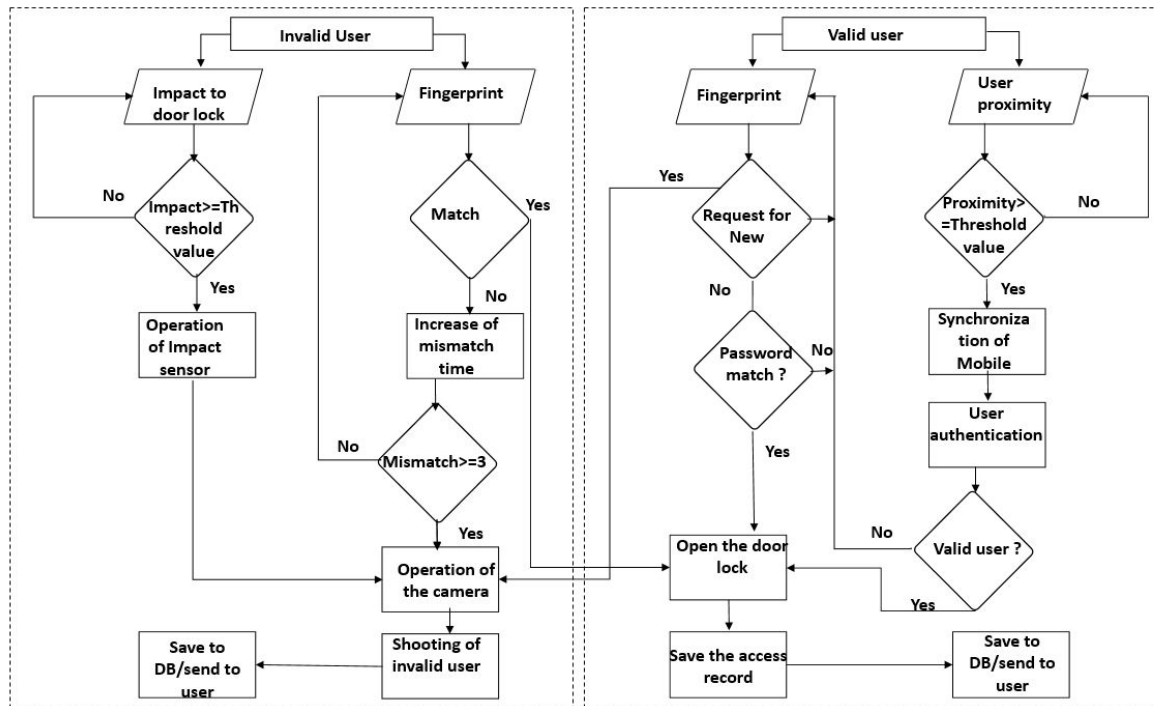 Invalid User
Impact to
door lock
Fingerprint
No
Impact>=Th
reshold
value
Match
Yes
Yes
No
Operation
of Impact
sensor
Increase of
mismatch
time
No
Mismatch>=3
Yes
Operation of
the camera
Shooting of
invalid user
Save to
DB/send to
user
Valid user
Fingerprint
User
proximity
Yes
Request for
New
Proximity>
=Threshold
value
No
No
Yes
Password
match ?
No
Synchroniza
tion of
Mobile
User
authentication
Yes
No
Valid user ?
Open the door
lock
Yes
Save the access
record
Save to
DB/send to
user